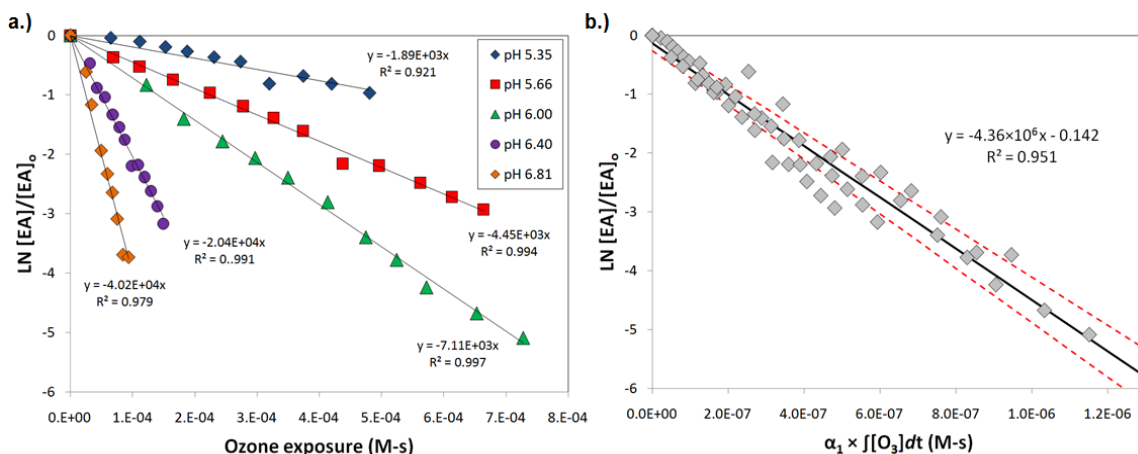 a.)
0
-1
-2
-3
-4
-5
-6
LN [EA]/[EA]o
0.E+00
1.E-04
2.E-04
3.E-04
4.E-04
5.E-04
6.E-04
7.E-04
8.E-04
Ozone exposure (M-s)
y = -1.89E+03x
R² = 0.921
pH 5.35
pH 5.66
pH 6.00
pH 6.40
pH 6.81
y = -4.45E+03x
R² = 0.994
y = -2.04E+04x
R² = 0..991
y = -4.02E+04x
R² = 0.979
y = -7.11E+03x
R² = 0.997
b.)
0
-1
-2
-3
-4
-5
-6
LN [EA]/[EA]o
0.0E+00
2.0E-07
4.0E-07
6.0E-07
8.0E-07
1.0E-06
1.2E-06
α₁ × ∫[O₃]dt (M-s)
y = -4.36×10⁶x - 0.142
R² = 0.951